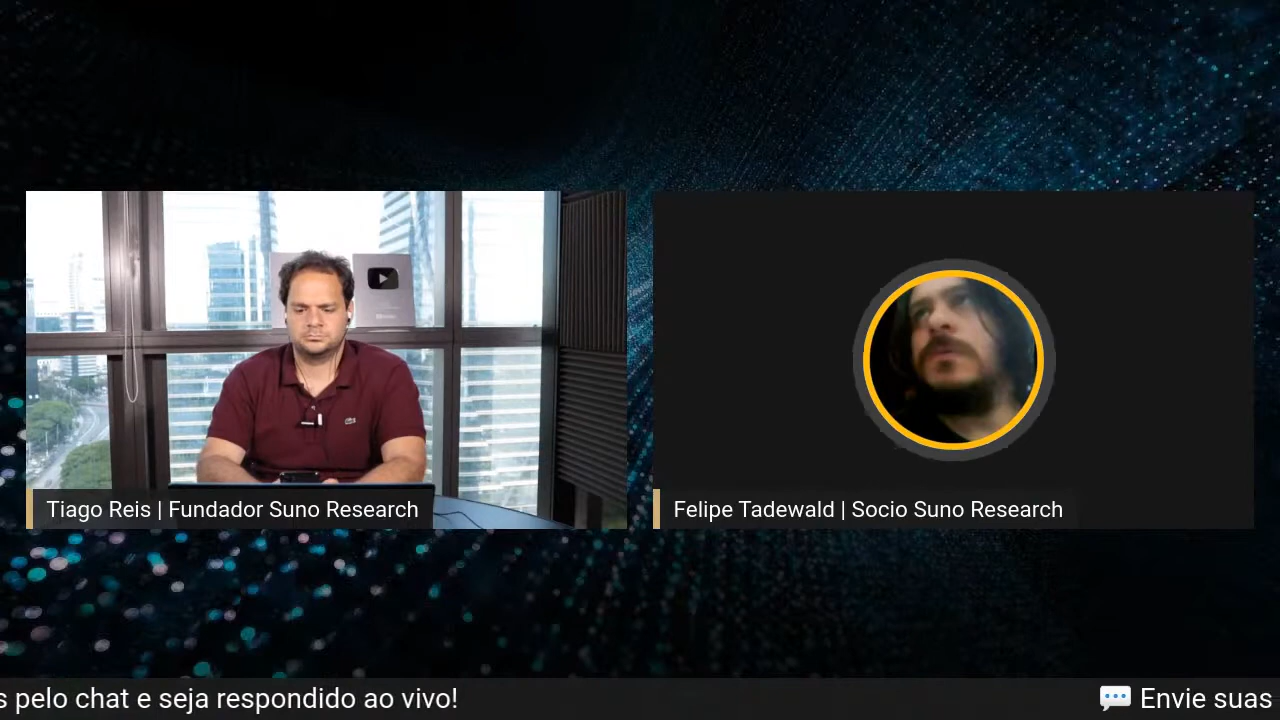 Tiago Reis | Fundador Suno Research
Felipe Tadewald | Socio Suno Research
s pelo chat e seja respondido ao vivo!
💬 Envie suas